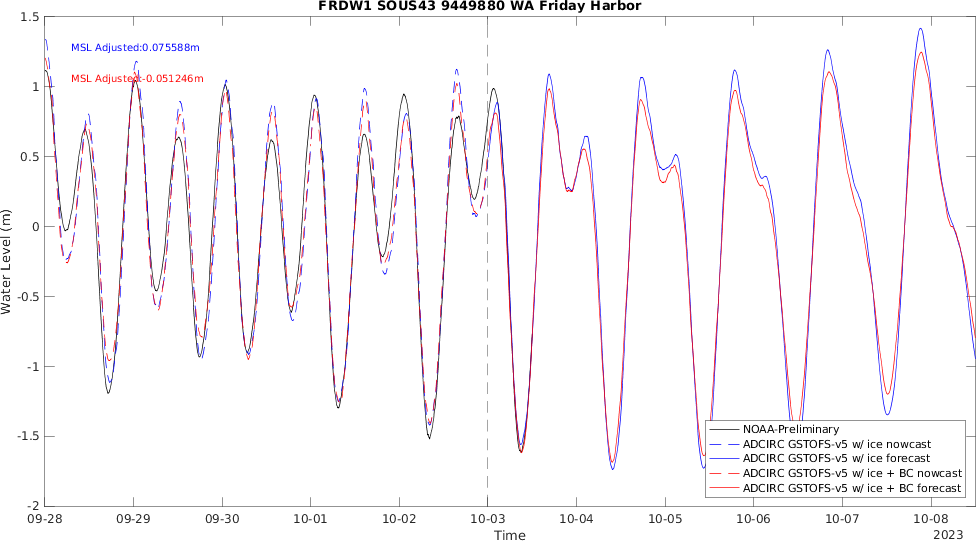 FRDW1 SOUS43 9449880 WA Friday Harbor
MSL Adjusted:0.075588m
MSL Adjusted:-0.051246m
Water Level (m)
1.5
1
0.5
0
-0.5
-1
-1.5
-2
09-28
09-29
09-30
10-01
10-02
10-03
10-04
10-05
10-06
10-07
10-08
2023
Time
NOAA-Preliminary
ADCIRC GSTOFS-v5 w/ ice nowcast
ADCIRC GSTOFS-v5 w/ ice forecast
ADCIRC GSTOFS-v5 w/ ice + BC nowcast
ADCIRC GSTOFS-v5 w/ ice + BC forecast